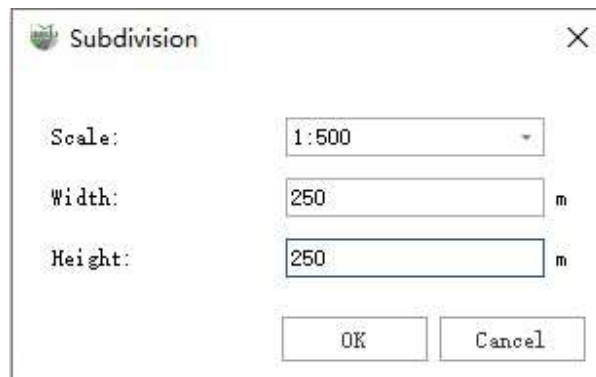 Subdivision
Scale: 1:500
Width: 250 m
Height: 250 m
OK Cancel